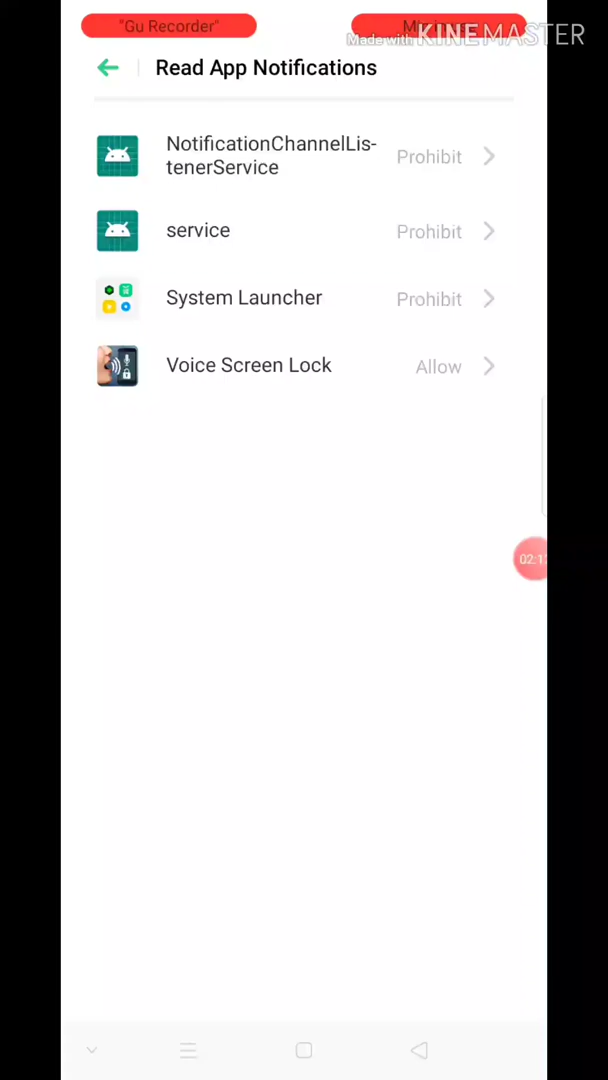 "Gu Recorder"
Made with KINEMASTER
Read App Notifications
NotificationChannelLis-
tenerService
Prohibit
service
Prohibit
System Launcher
Prohibit
Voice Screen Lock
Allow